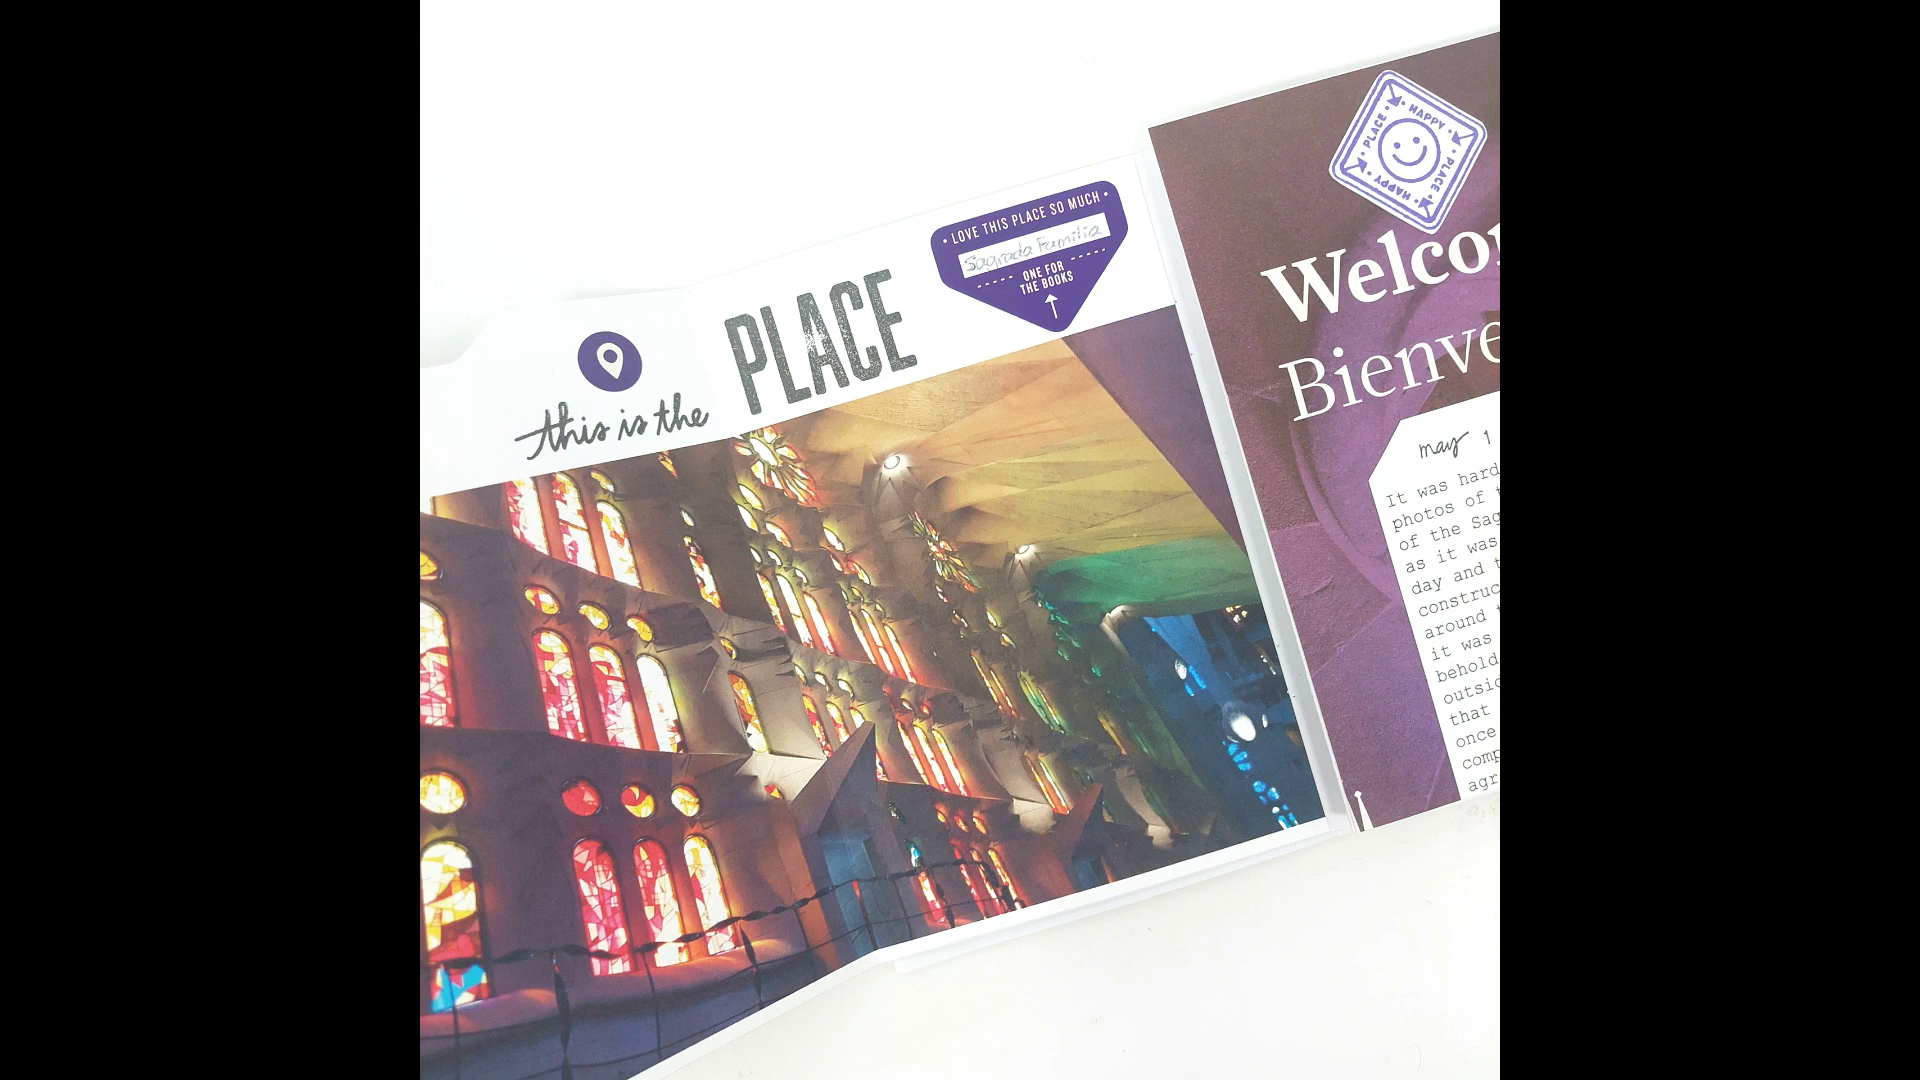 this is the
PLACE
• LOVE THIS PLACE SO MUCH •
Sagrada Familia
ONE FOR
THE BOOKS
HAPPY
PLACE
HAPPY
PLACE
Welco
Bienve
may 1
It was hard
photos of
of the Sag
as it was
day and t
construc
around
it was
behold
outsid
that
once
comp
agr